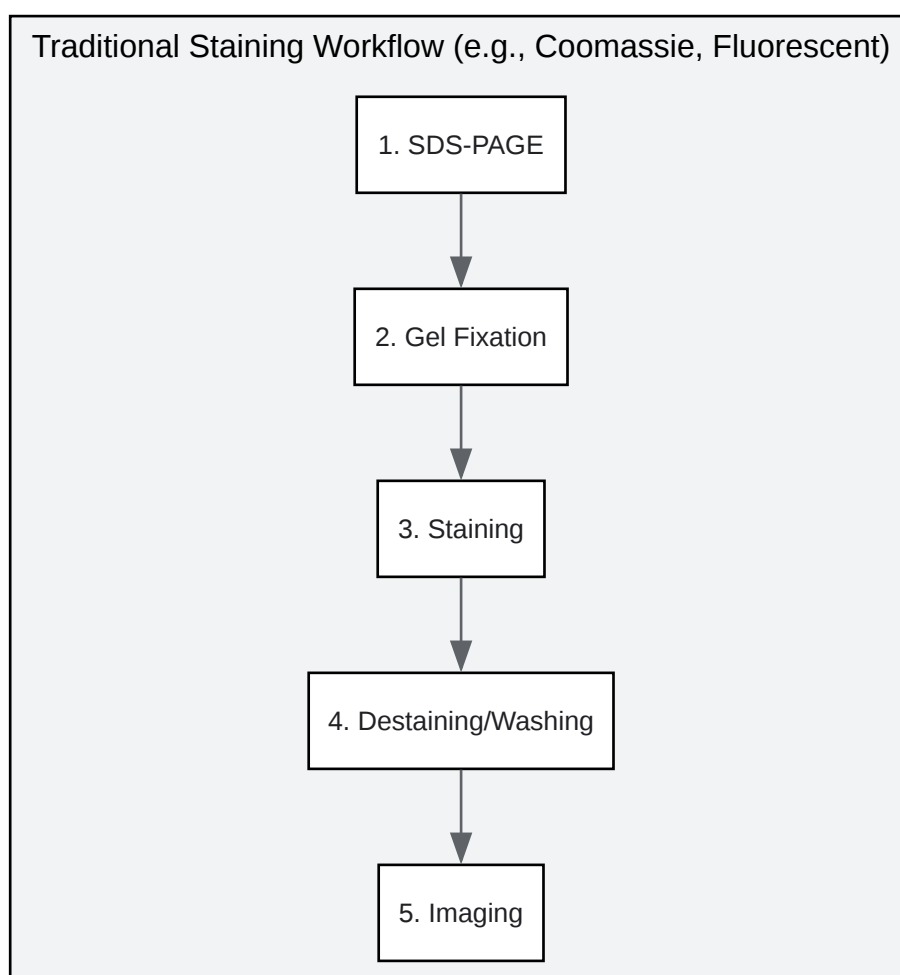 Traditional Staining Workflow (e.g., Coomassie, Fluorescent)
1. SDS-PAGE
2. Gel Fixation
3. Staining
4. Destaining/Washing
5. Imaging